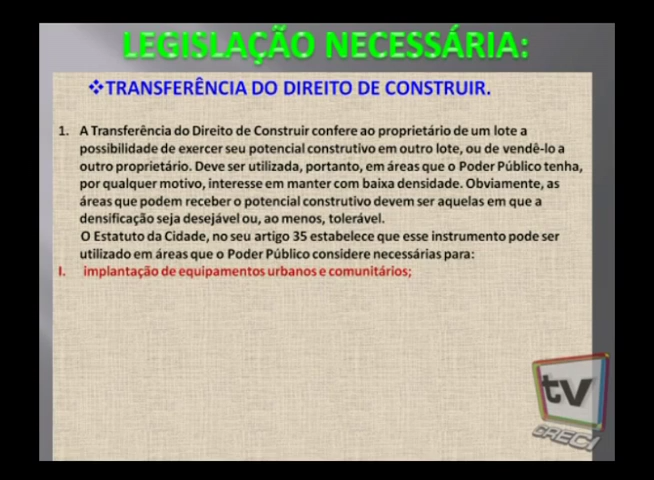 LEGISLAÇÃO NECESSÁRIA:
❖TRANSFERÊNCIA DO DIREITO DE CONSTRUIR.
1. A Transferência do Direito de Construir confere ao proprietário de um lote a
possibilidade de exercer seu potencial construtivo em outro lote, ou de vendê-lo a
outro proprietário. Deve ser utilizada, portanto, em áreas que o Poder Público tenha,
por qualquer motivo, interesse em manter com baixa densidade. Obviamente, as
áreas que podem receber o potencial construtivo devem ser aquelas em que a
densificação seja desejável ou, ao menos, tolerável.
O Estatuto da Cidade, no seu artigo 35 estabelece que esse instrumento pode ser
utilizado em áreas que o Poder Público considere necessárias para:
I. implantação de equipamentos urbanos e comunitários;
tv
CRECI